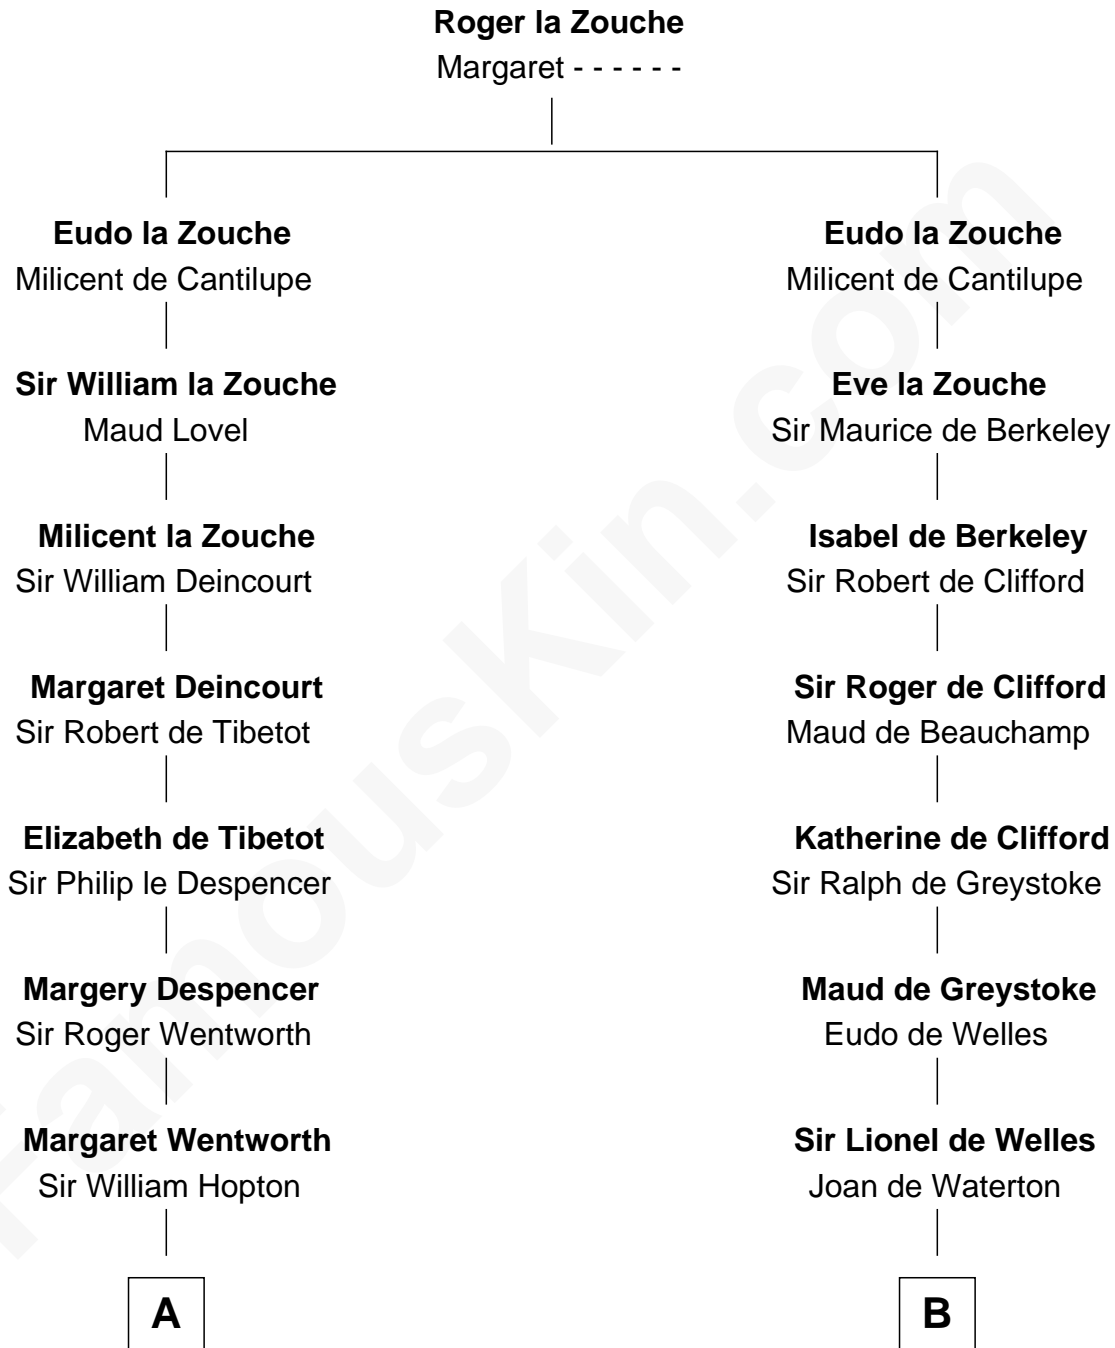 Roger la Zouche
Margaret - - - - - -
Eudo la Zouche
Milicent de Cantilupe
Sir William la Zouche
Maud Lovel
Milicent la Zouche
Sir William Deincourt
Margaret Deincourt
Sir Robert de Tibetot
Elizabeth de Tibetot
Sir Philip le Despencer
Margery Despencer
Sir Roger Wentworth
Margaret Wentworth
Sir William Hopton
A
Eudo la Zouche
Milicent de Cantilupe
Eve la Zouche
Sir Maurice de Berkeley
Isabel de Berkeley
Sir Robert de Clifford
Sir Roger de Clifford
Maud de Beauchamp
Katherine de Clifford
Sir Ralph de Greystoke
Maud de Greystoke
Eudo de Welles
Sir Lionel de Welles
Joan de Waterton
B
FamousKin.com